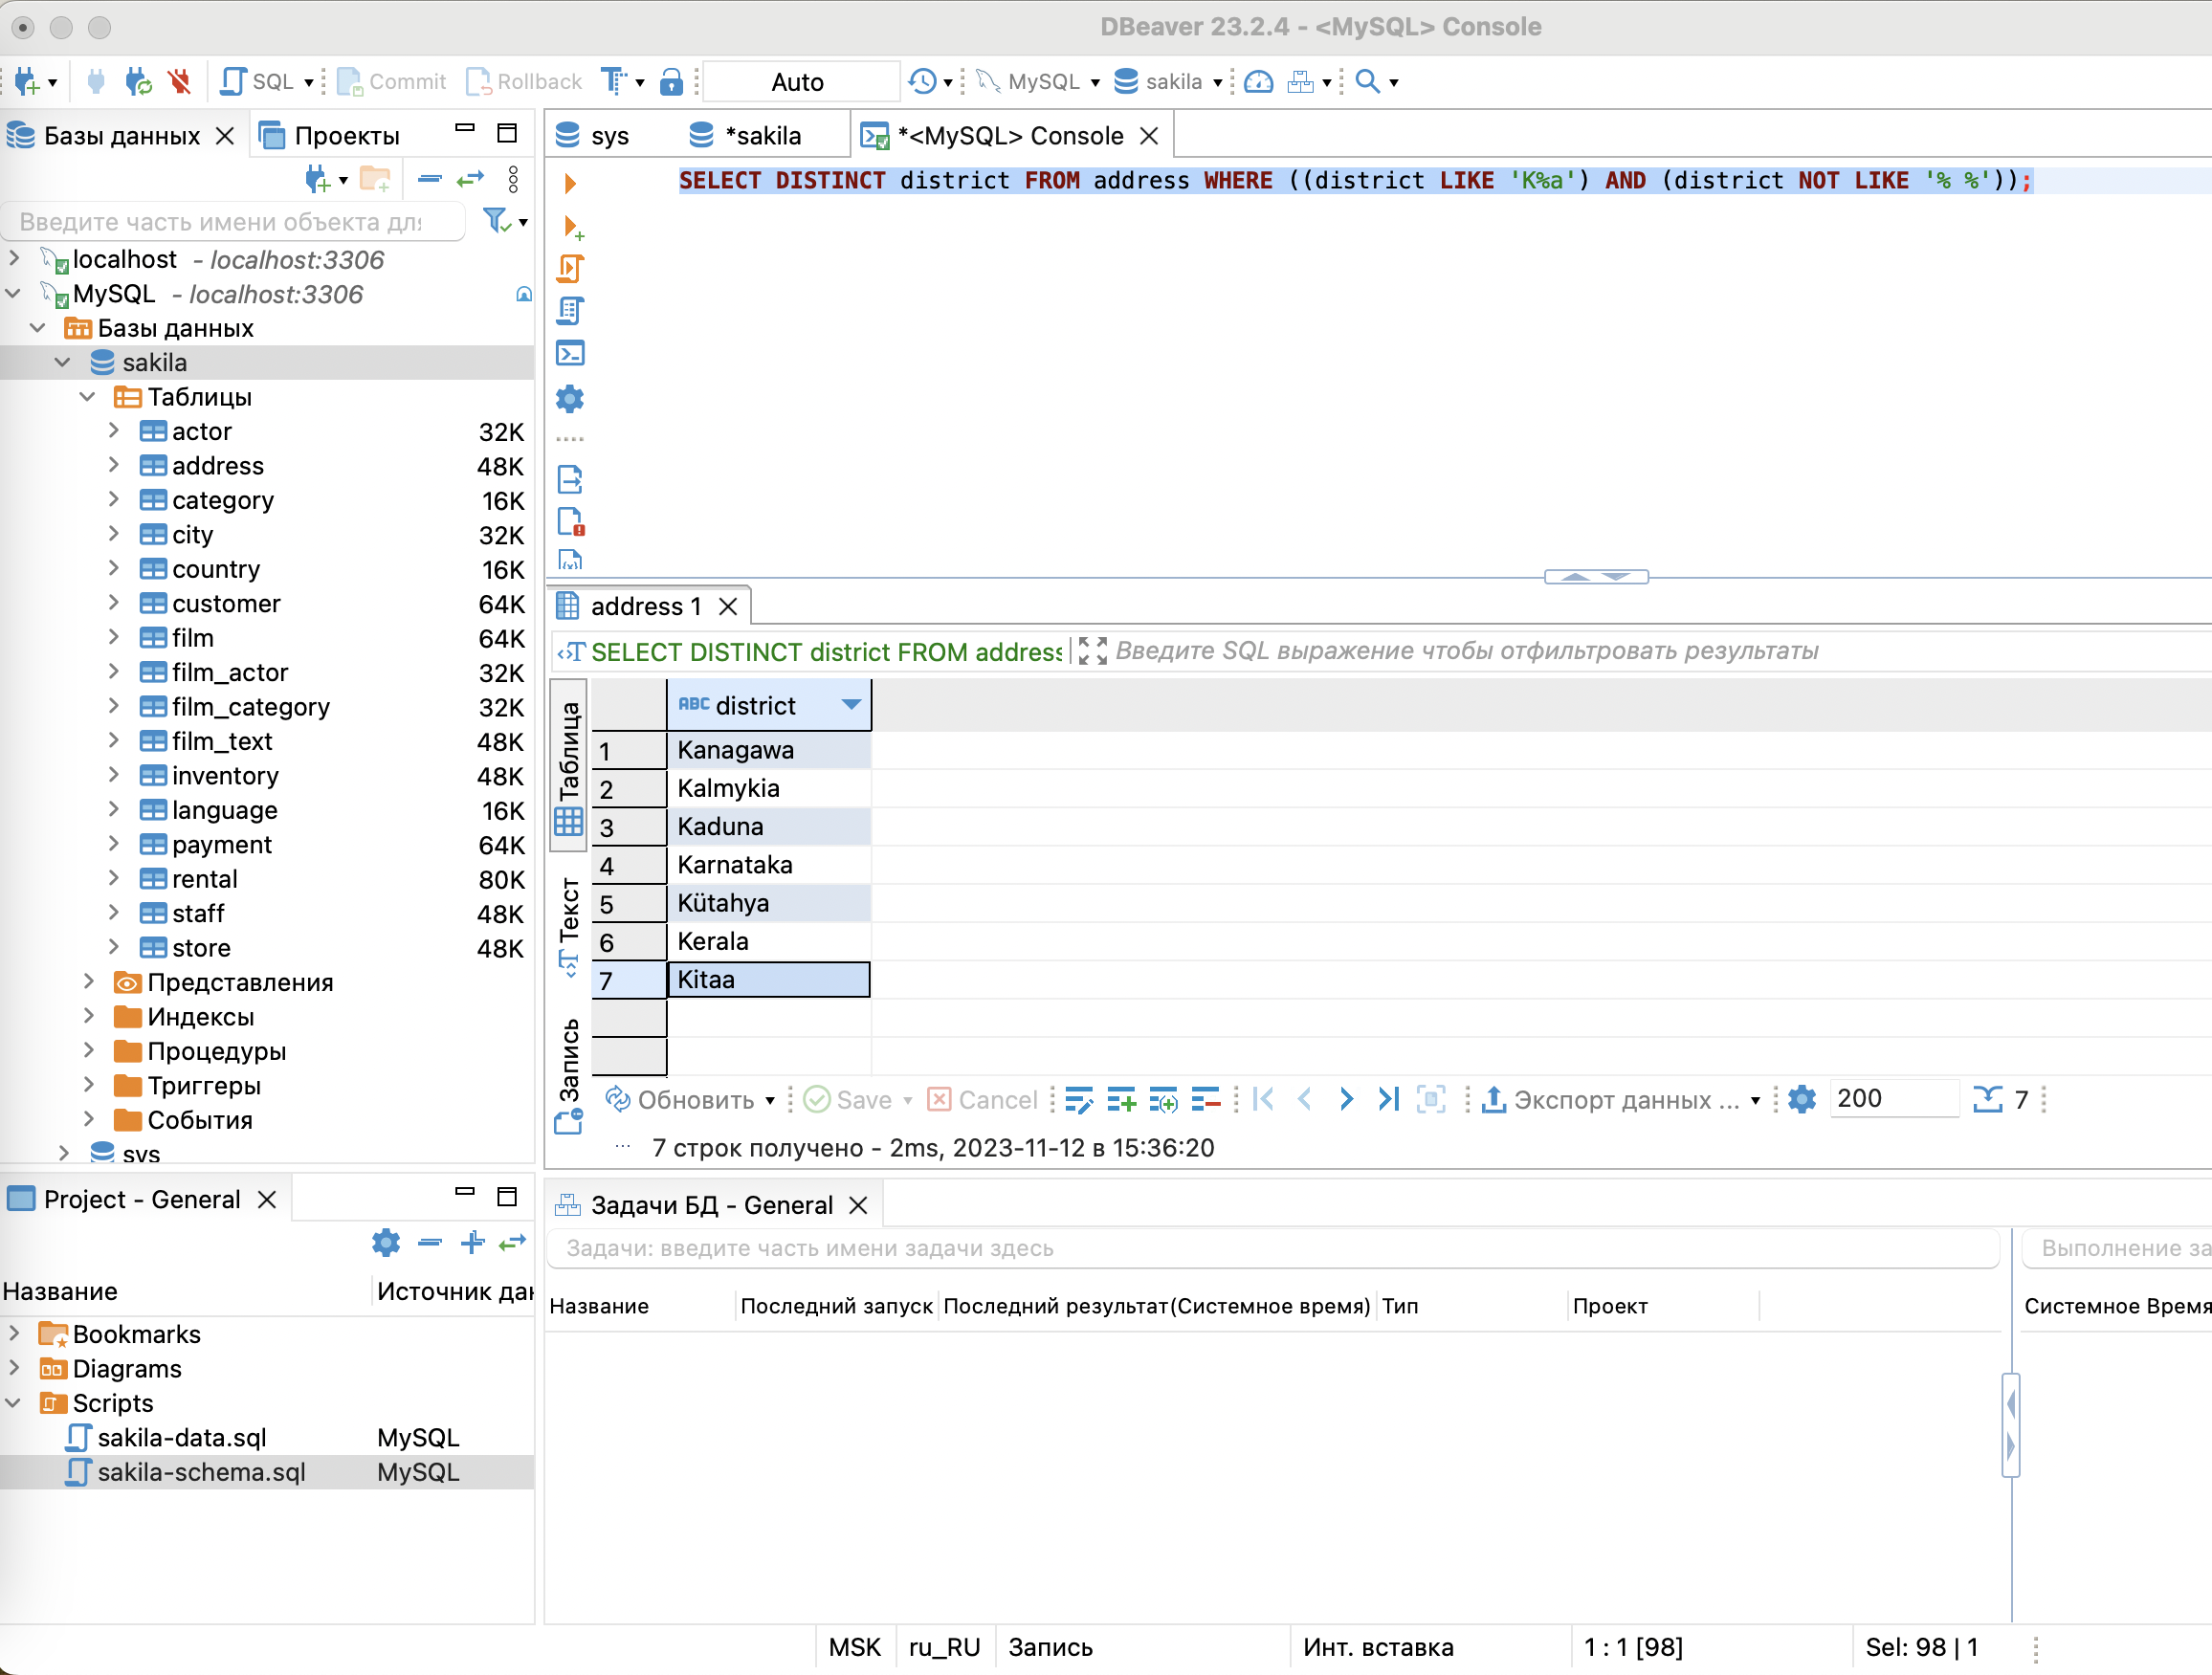 DBeaver 23.2.4 - <MySQL> Console
SQL Commit Rollback Auto MySQL sakila
Базы данных Проекты
Введите часть имени объекта для
localhost - localhost:3306
MySQL - localhost:3306
Базы данных
sakila
Таблицы
actor 32K
address 48K
category 16K
city 32K
country 16K
customer 64K
film 64K
film_actor 32K
film_category 32K
film_text 48K
inventory 48K
language 16K
payment 64K
rental 80K
staff 48K
store 48K
Представления
Индексы
Процедуры
Триггеры
События
sys
Project - General
Название Источник дан
Bookmarks
Diagrams
Scripts
sakila-data.sql MySQL
sakila-schema.sql MySQL
sys *sakila *<MySQL> Console
SELECT DISTINCT district FROM address WHERE ((district LIKE 'K%a') AND (district NOT LIKE '% %'));
address 1
SELECT DISTINCT district FROM address Введите SQL выражение чтобы отфильтровать результаты
Таблица
Текст
Запись
ABC district
1 Kanagawa
2 Kalmykia
3 Kaduna
4 Karnataka
5 Kütahya
6 Kerala
7 Kitaa
Обновить Save Cancel Экспорт данных ... 200 7
7 строк получено - 2ms, 2023-11-12 в 15:36:20
Задачи БД - General
Задачи: введите часть имени задачи здесь
Выполнение за
Название Последний запуск Последний результат(Системное время) Тип Проект
Системное Время
MSK ru_RU Запись Инт. вставка 1 : 1 [98] Sel: 98 | 1